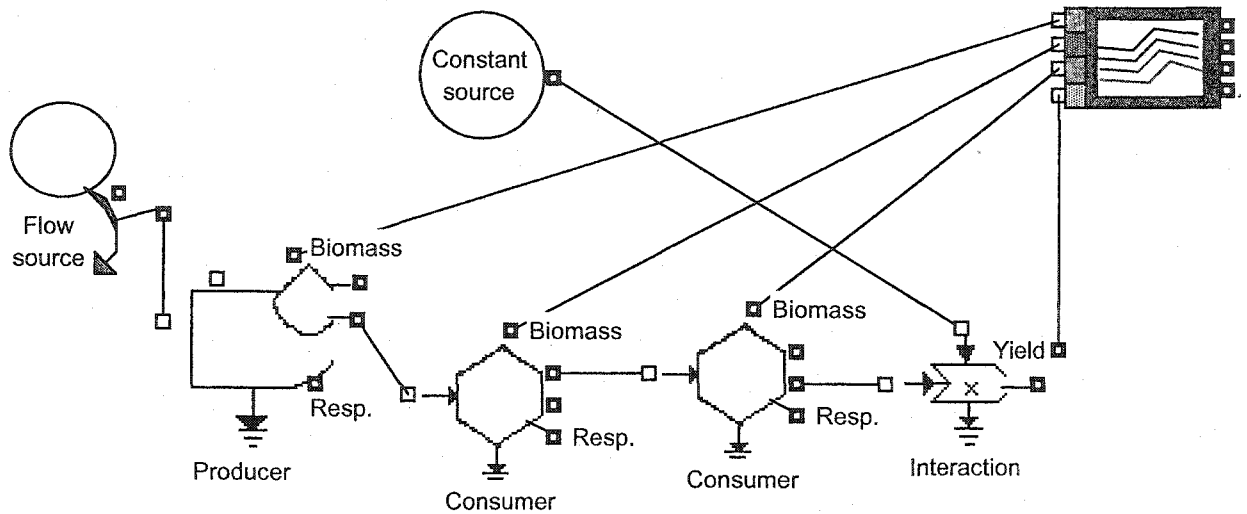 Constant
source
Flow
source
Biomass
Biomass
Biomass
Yield
Resp.
Resp.
Resp.
Producer
Consumer
Consumer
Interaction